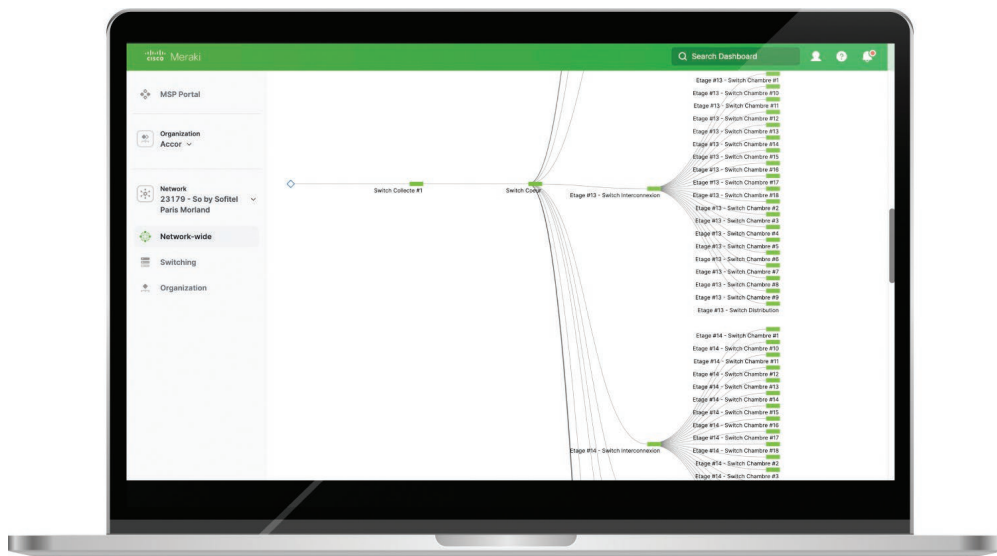 CISCO Meraki
Search Dashboard
MSP Portal
Organization
Accor
Network
23179 - So by Sofitel
Paris Morland
Network-wide
Switching
Organization
Switch Collecte #1
Switch Coeur
Etage #13 - Switch Interconnexion
Etage #13 - Switch Chambre #1
Etage #13 - Switch Chambre #10
Etage #13 - Switch Chambre #11
Etage #13 - Switch Chambre #12
Etage #13 - Switch Chambre #13
Etage #13 - Switch Chambre #14
Etage #13 - Switch Chambre #15
Etage #13 - Switch Chambre #16
Etage #13 - Switch Chambre #17
Etage #13 - Switch Chambre #18
Etage #13 - Switch Chambre #2
Etage #13 - Switch Chambre #3
Etage #13 - Switch Chambre #4
Etage #13 - Switch Chambre #5
Etage #13 - Switch Chambre #6
Etage #13 - Switch Chambre #7
Etage #13 - Switch Chambre #8
Etage #13 - Switch Chambre #9
Etage #13 - Switch Distribution
Etage #14 - Switch Interconnexion
Etage #14 - Switch Chambre #1
Etage #14 - Switch Chambre #10
Etage #14 - Switch Chambre #11
Etage #14 - Switch Chambre #12
Etage #14 - Switch Chambre #13
Etage #14 - Switch Chambre #14
Etage #14 - Switch Chambre #15
Etage #14 - Switch Chambre #16
Etage #14 - Switch Chambre #17
Etage #14 - Switch Chambre #18
Etage #14 - Switch Chambre #2
Etage #14 - Switch Chambre #3